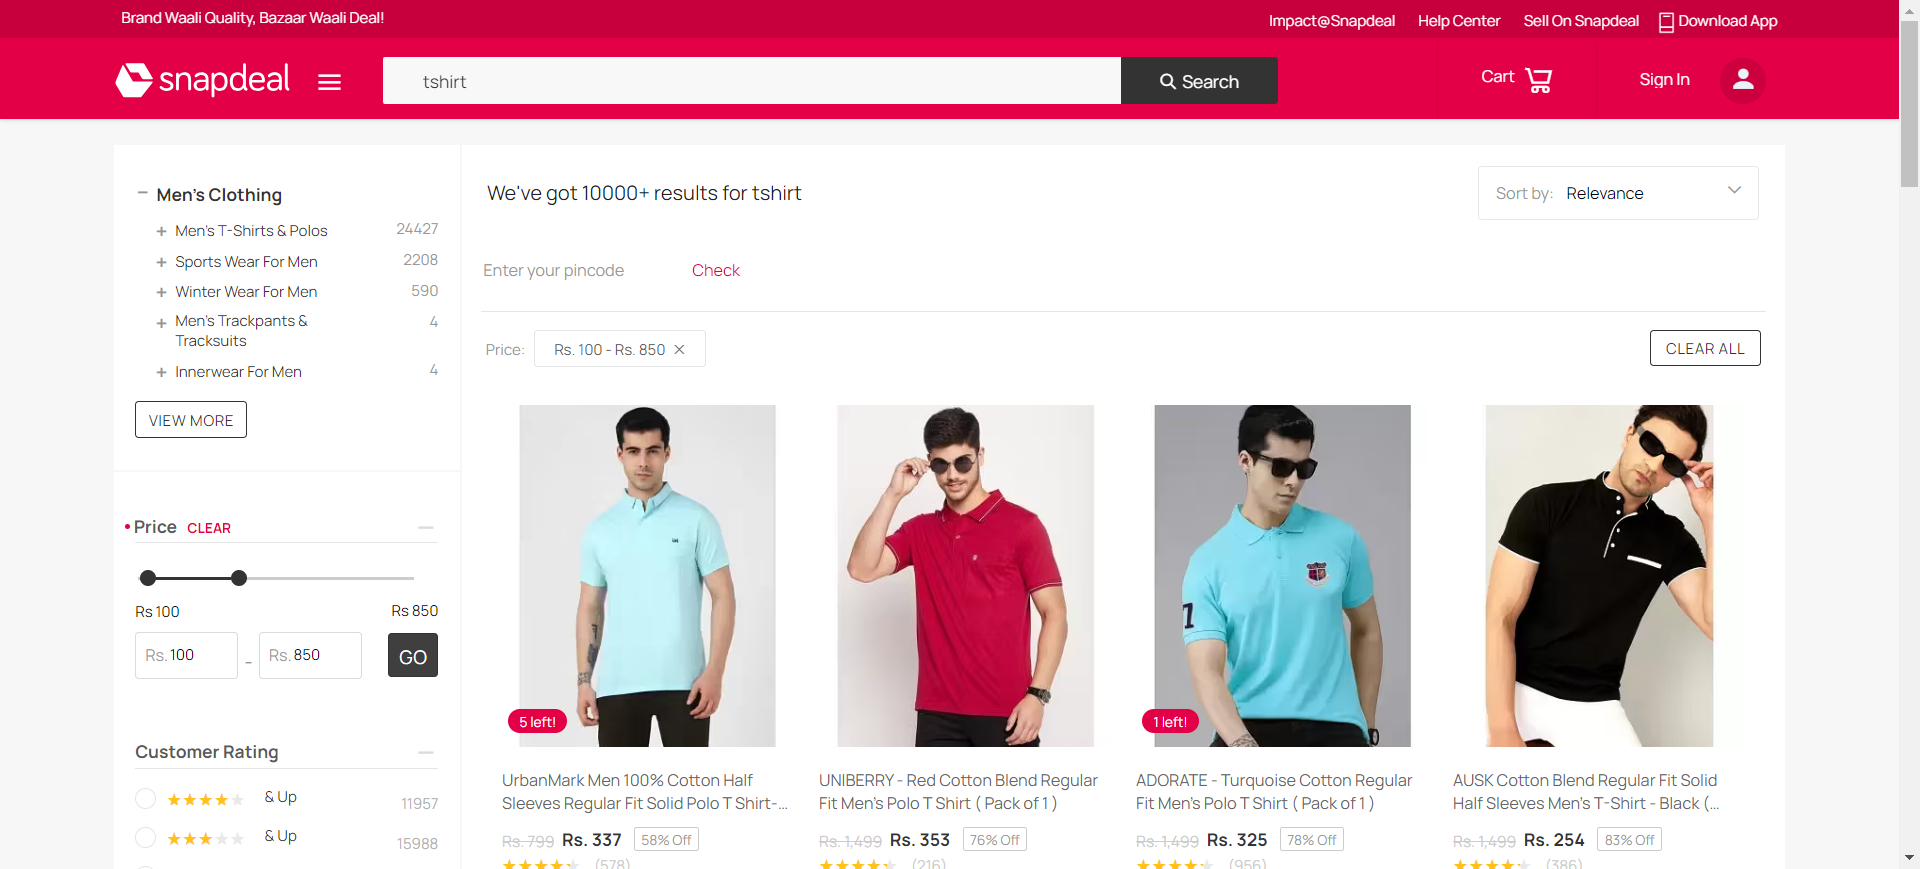 Brand Waali Quality, Bazaar Waali Deal!
Impact@Snapdeal Help Center Sell On Snapdeal Download App
snapdeal
tshirt
Search
Cart
Sign In
Men's Clothing
Men's T-Shirts & Polos 24427
Sports Wear For Men 2208
Winter Wear For Men 590
Men's Trackpants & Tracksuits 4
Innerwear For Men 4
VIEW MORE
Price CLEAR
Rs 100 Rs 850
Rs. 100 - Rs. 850 GO
Customer Rating
& Up 11957
& Up 15988
We've got 10000+ results for tshirt
Sort by: Relevance
Enter your pincode Check
Price: Rs. 100 - Rs. 850 ×
CLEAR ALL
5 left!
UrbanMark Men 100% Cotton Half
Sleeves Regular Fit Solid Polo T Shirt-...
Rs. 799 Rs. 337 58% Off
(578)
UNIBERRY - Red Cotton Blend Regular
Fit Men's Polo T Shirt ( Pack of 1 )
Rs. 1,499 Rs. 353 76% Off
(216)
1 left!
ADORATE - Turquoise Cotton Regular
Fit Men's Polo T Shirt ( Pack of 1 )
Rs. 1,499 Rs. 325 78% Off
(956)
AUSK Cotton Blend Regular Fit Solid
Half Sleeves Men's T-Shirt - Black (...
Rs. 1,499 Rs. 254 83% Off
(386)